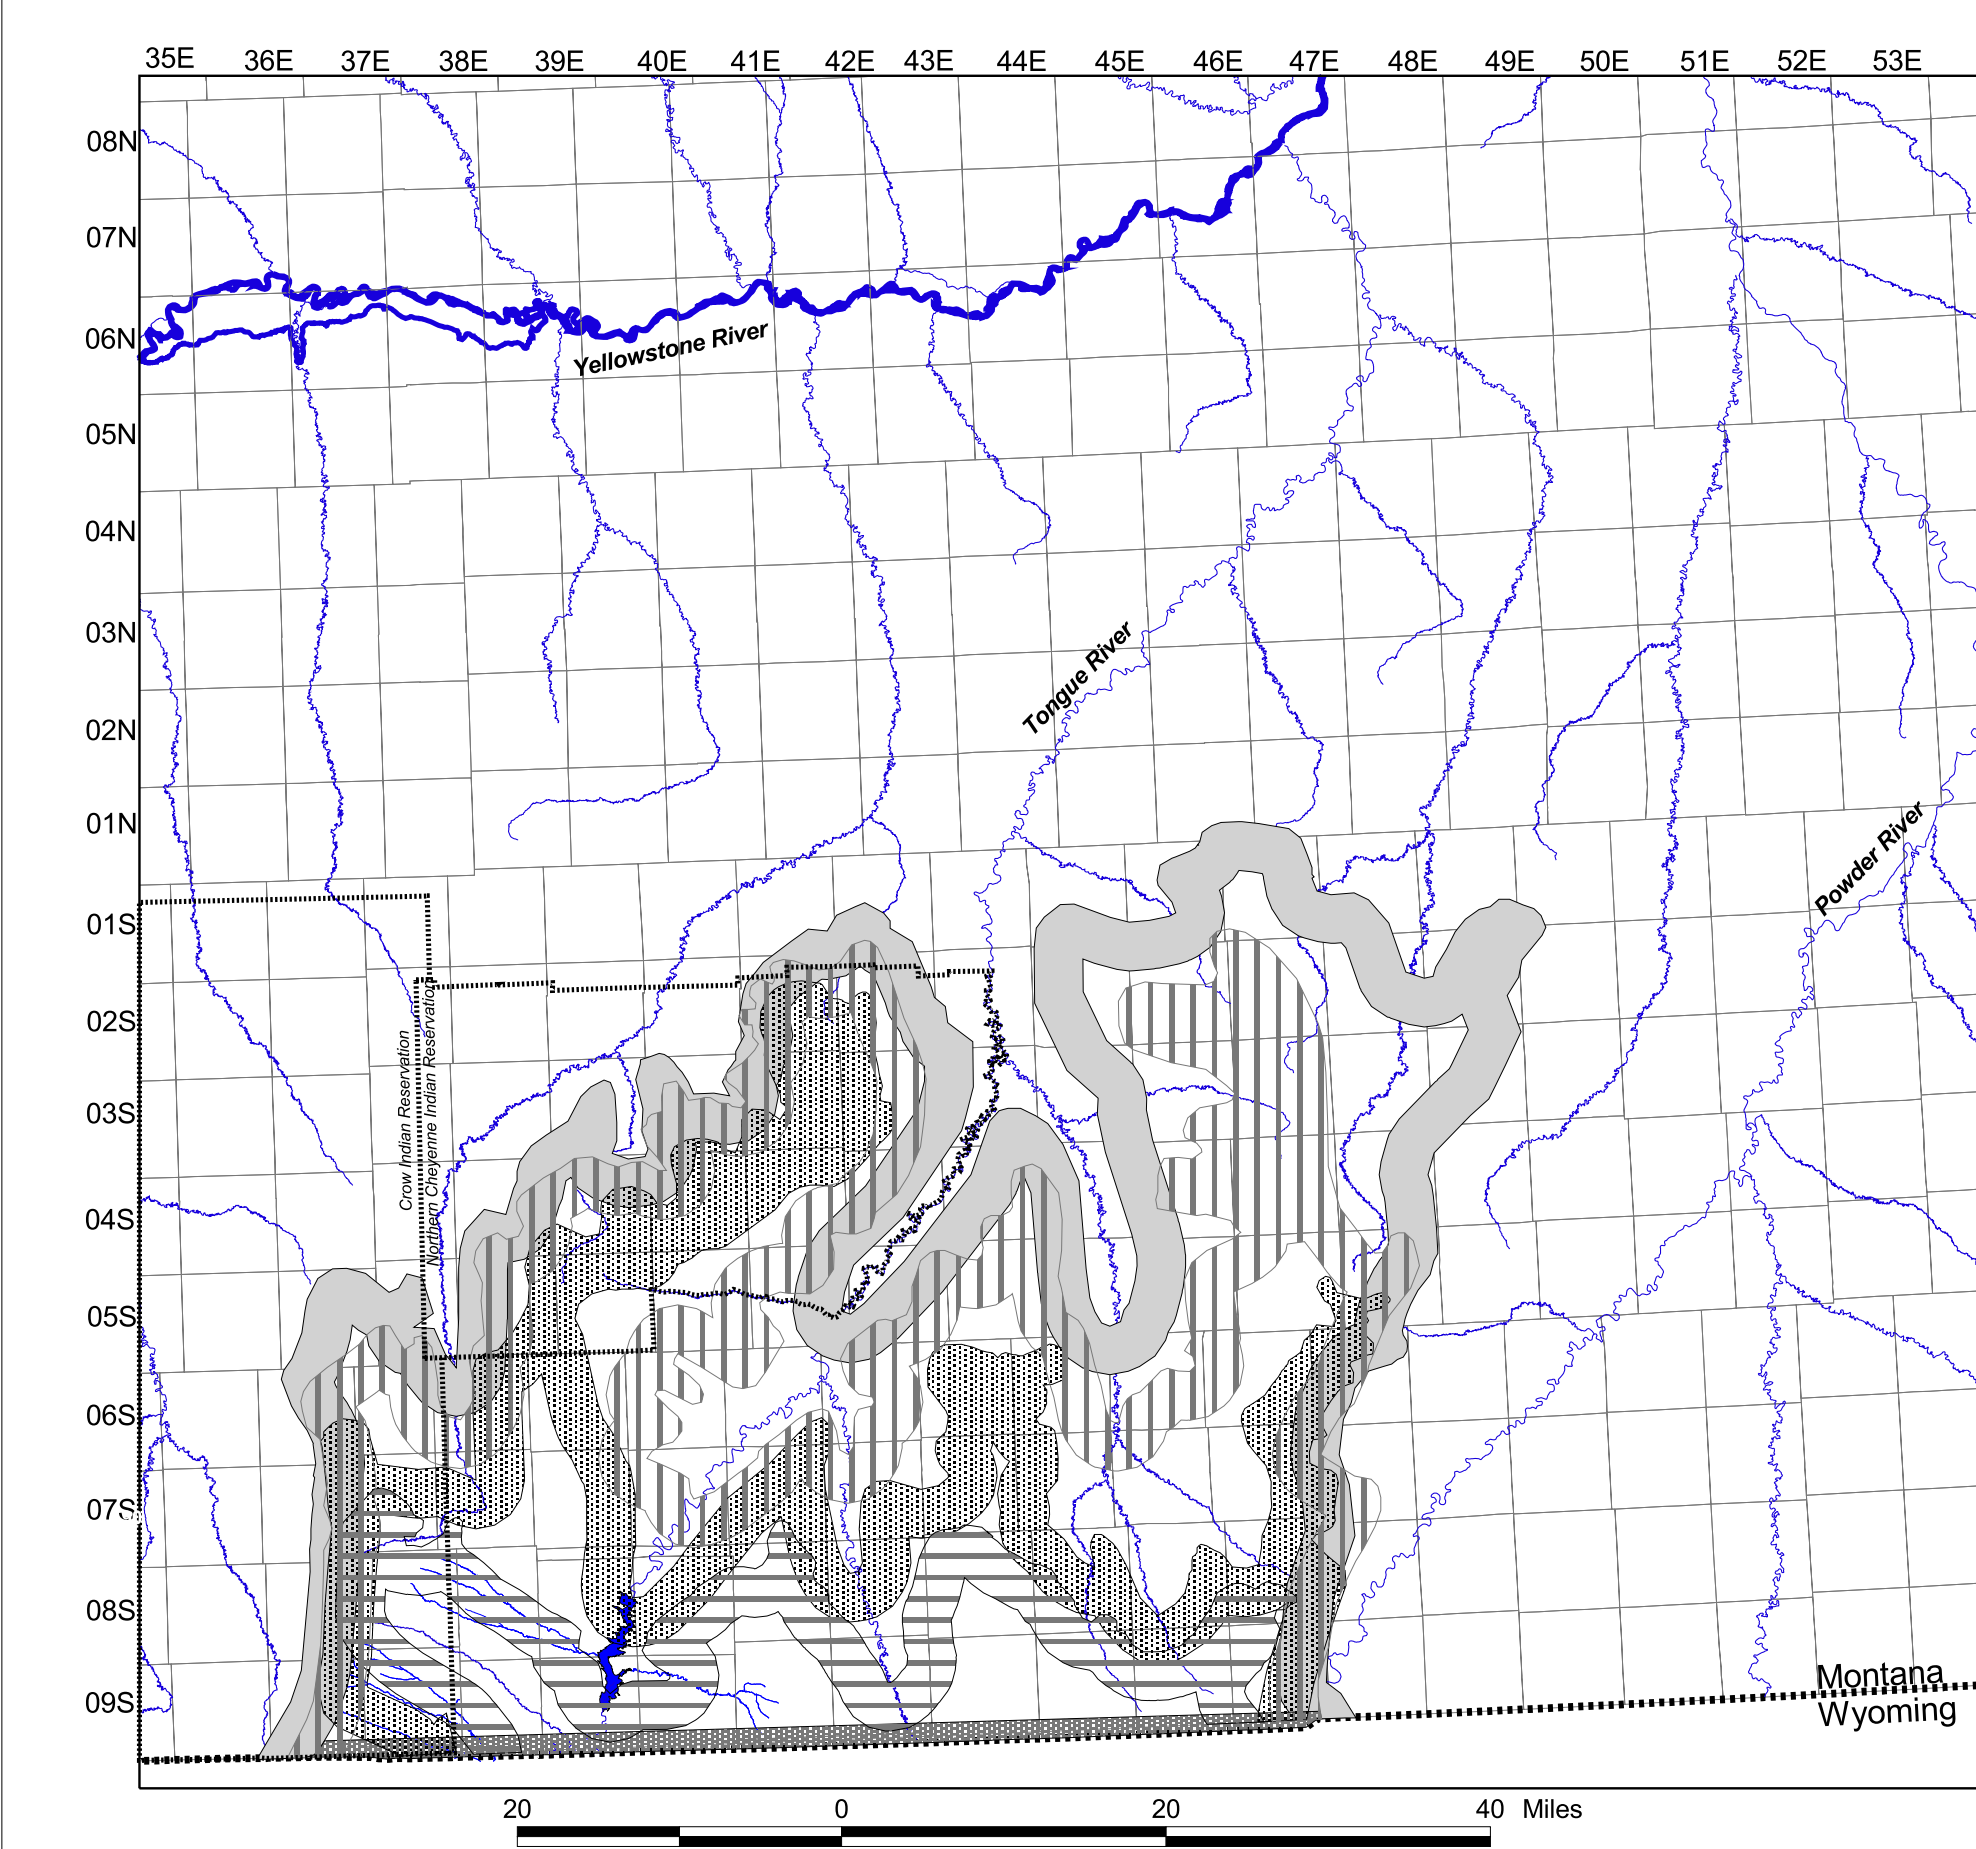 35E 36E 37E 38E 39E 40E 41E 42E 43E 44E 45E 46E 47E 48E 49E 50E 51E 52E 53E
08N
07N
06N
Yellowstone River
05N
04N
03N
Tongue River
02N
01N
Powder River
01S
02S
Crow Indian Reservation
Northern Cheyenne Indian Reservation
03S
04S
05S
06S
07S
08S
09S
Montana
Wyoming
20 0 20 40 Miles